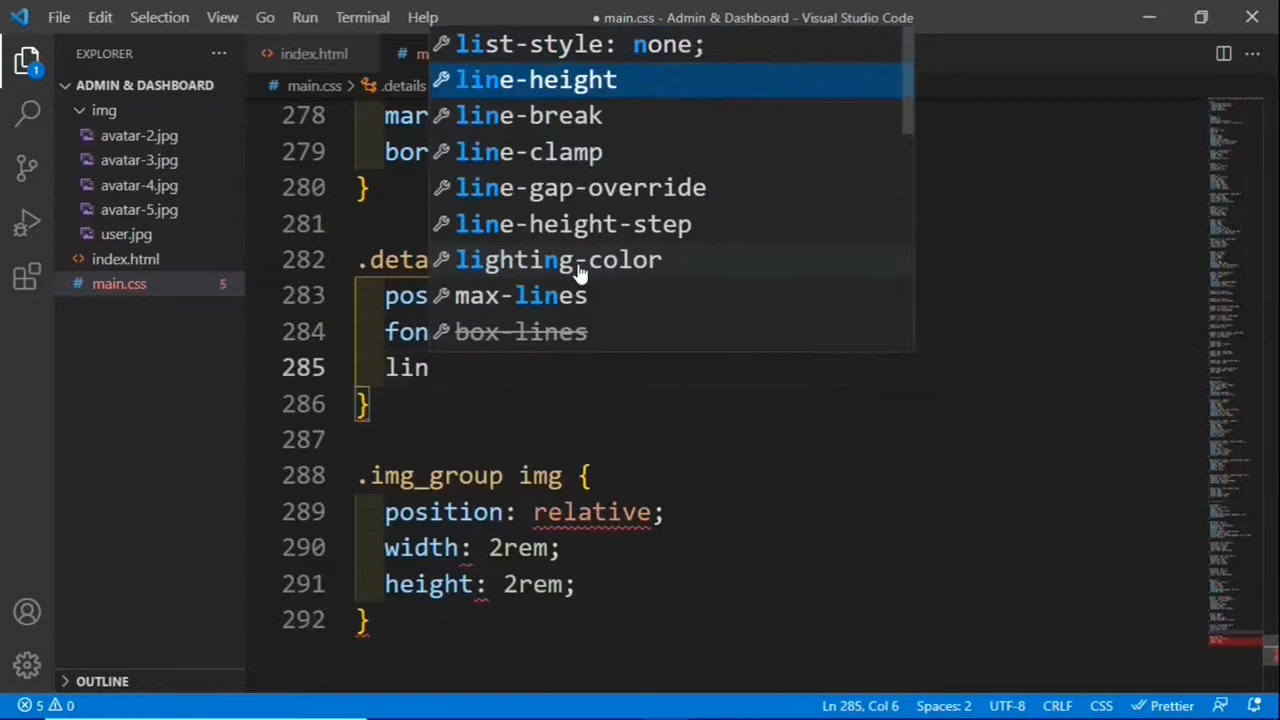 File Edit Selection View Go Run Terminal Help
● main.css - Admin & Dashboard - Visual Studio Code
EXPLORER ···
index.html m
1
ADMIN & DASHBOARD
img
avatar-2.jpg
avatar-3.jpg
avatar-4.jpg
avatar-5.jpg
user.jpg
index.html
main.css 5
OUTLINE
main.css > .details
list-style: none;
line-height
line-break
line-clamp
line-gap-override
line-height-step
lighting-color
max-lines
box-lines
278 mar
279 bor
280 }
281
282 .deta
283 pos
284 fon
285 lin
286 }
287
288 .img_group img {
289 position: relative;
290 width: 2rem;
291 height: 2rem;
292 }
5 0 Ln 285, Col 6 Spaces: 2 UTF-8 CRLF CSS Prettier